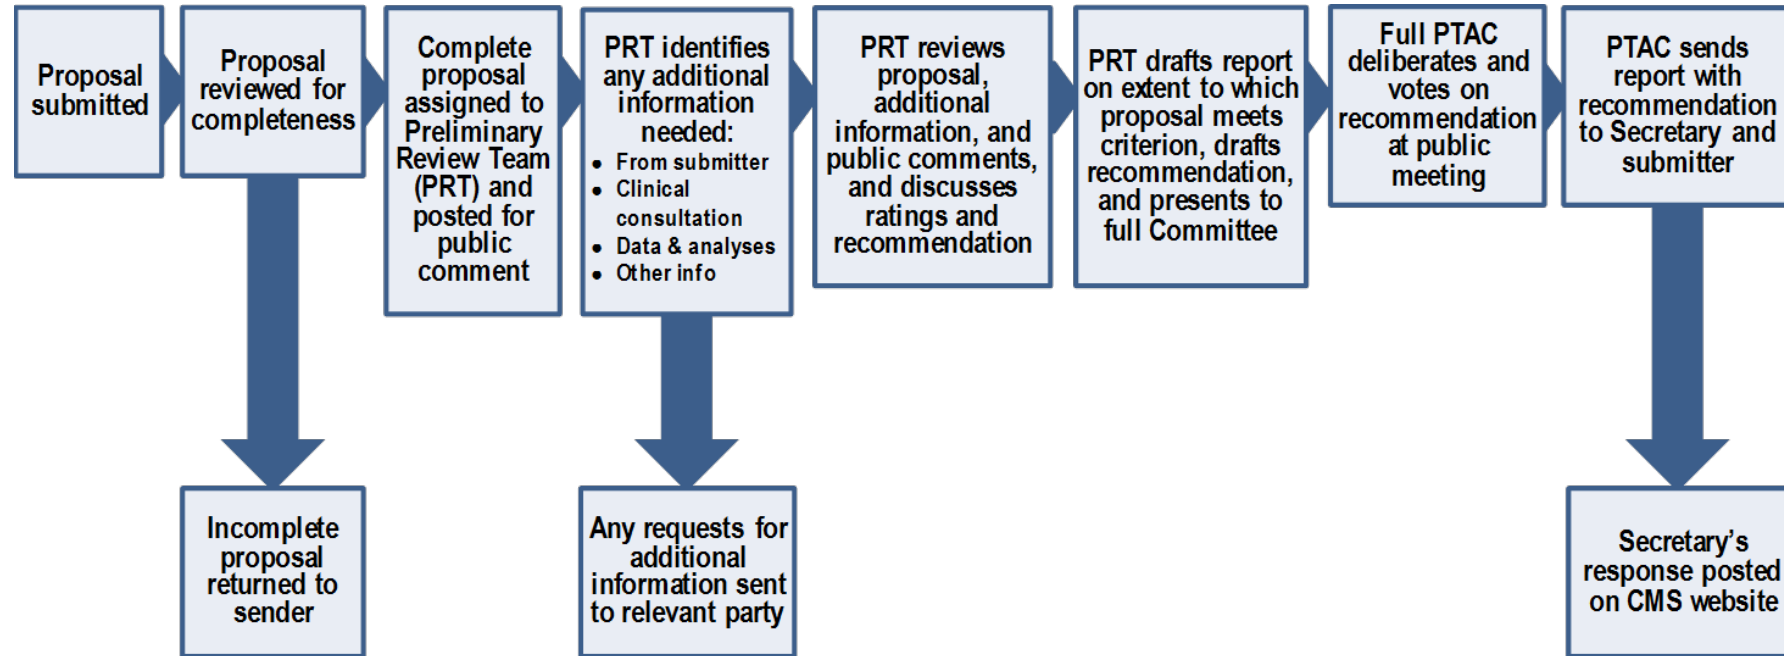 Proposal
submitted
Proposal
reviewed for
completeness
Complete
proposal
assigned to
Preliminary
Review Team
(PRT) and
posted for
public
comment
PRT identifies
any additional
information
needed:
• From submitter
• Clinical
consultation
• Data & analyses
• Other info
PRT reviews
proposal,
additional
information, and
public comments,
and discusses
ratings and
recommendation
PRT drafts report
on extent to which
proposal meets
criterion, drafts
recommendation,
and presents to
full Committee
Full PTAC
deliberates and
votes on
recommendation
at public
meeting
PTAC sends
report with
recommendation
to Secretary and
submitter
Incomplete
proposal
returned to
sender
Any requests for
additional
information sent
to relevant party
Secretary’s
response posted
on CMS website